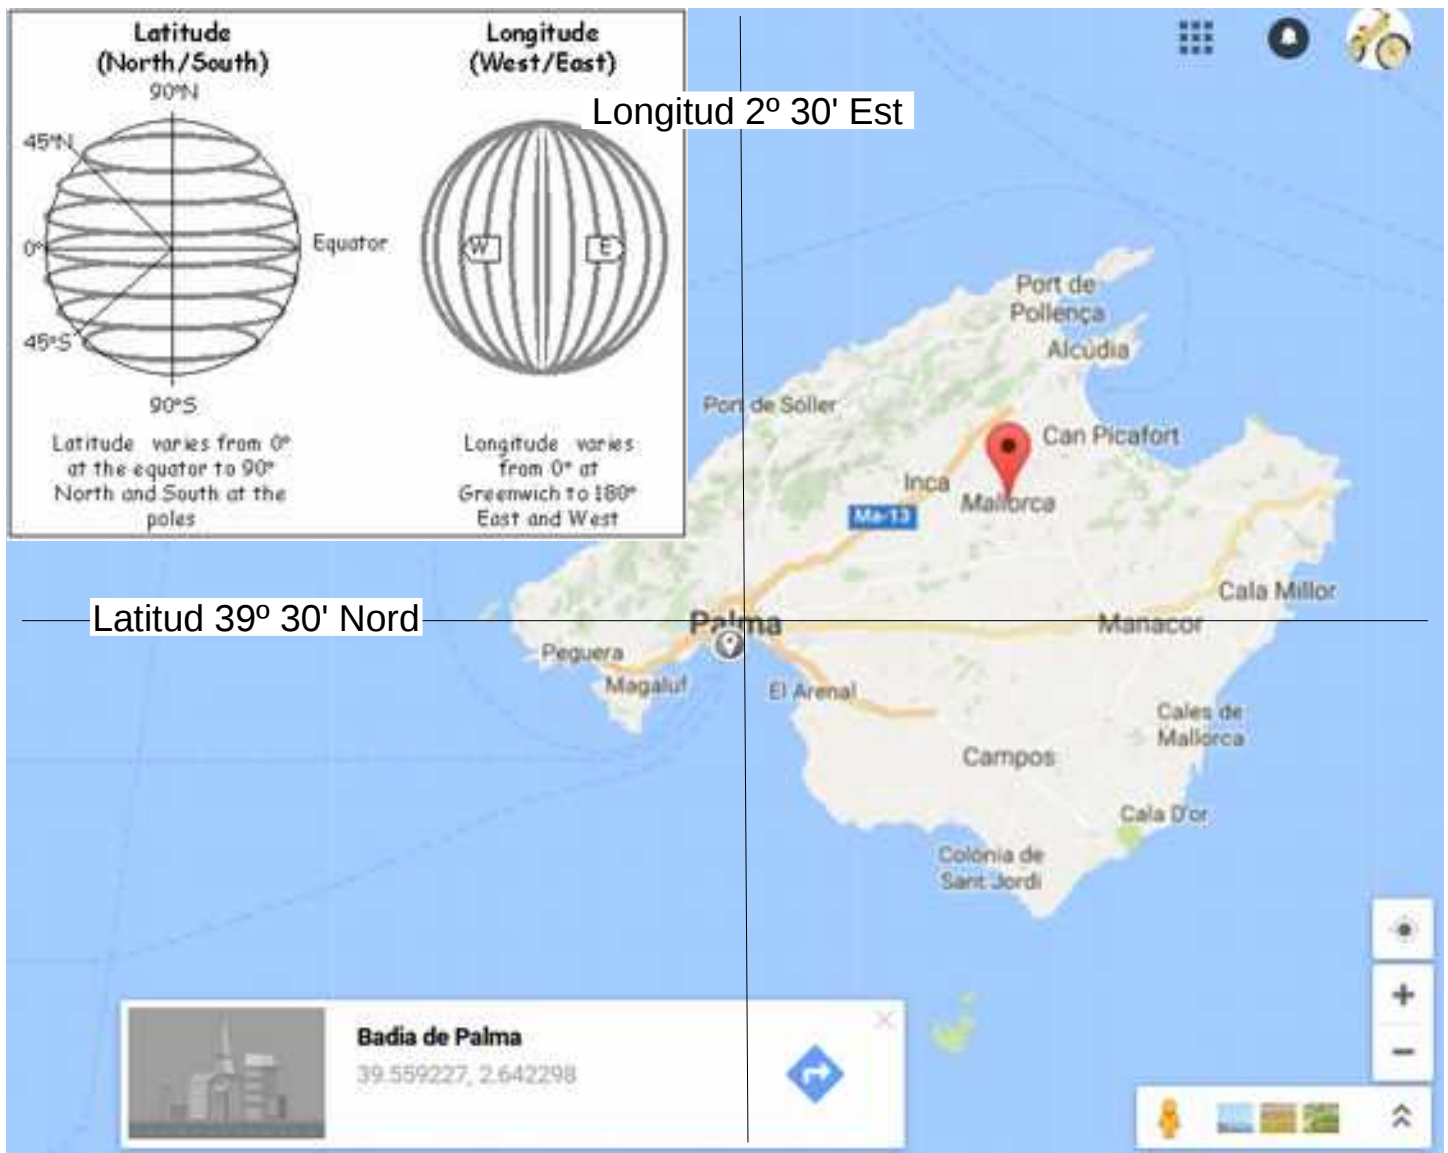 Latitude
(North/South)
90°N
45°N
0°
Equator
45°S
90°S
Latitude varies from 0°
at the equator to 90°
North and South at the
poles
Longitude
(West/East)
W
E
Longitude varies
from 0° at
Greenwich to 180°
East and West
Longitud 2º 30' Est
Port de
Pollença
Alcúdia
Port de Sóller
Can Picafort
Inca
Mallorca
Ma-13
Cala Millor
Latitud 39º 30' Nord
Palma
Manacor
Peguera
Magaluf
El Arenal
Cales de
Mallorca
Campos
Cala D'or
Colònia de
Sant Jordi
Badia de Palma
39.559227, 2.642298